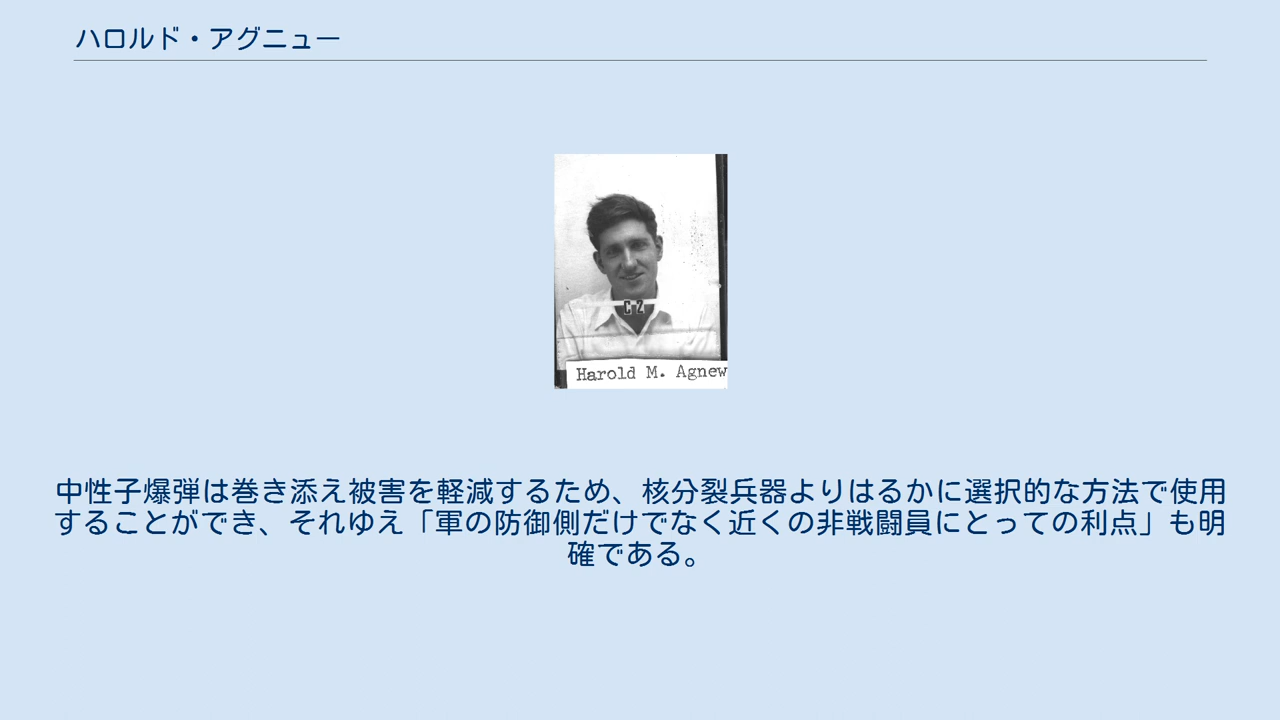 ハロルド・アグニュー
C 2
Harold M. Agnew
中性子爆弾は巻き添え被害を軽減するため、核分裂兵器よりはるかに選択的な方法で使用
することができ、それゆえ「軍の防御側だけでなく近くの非戦闘員にとっての利点」も明
確である。